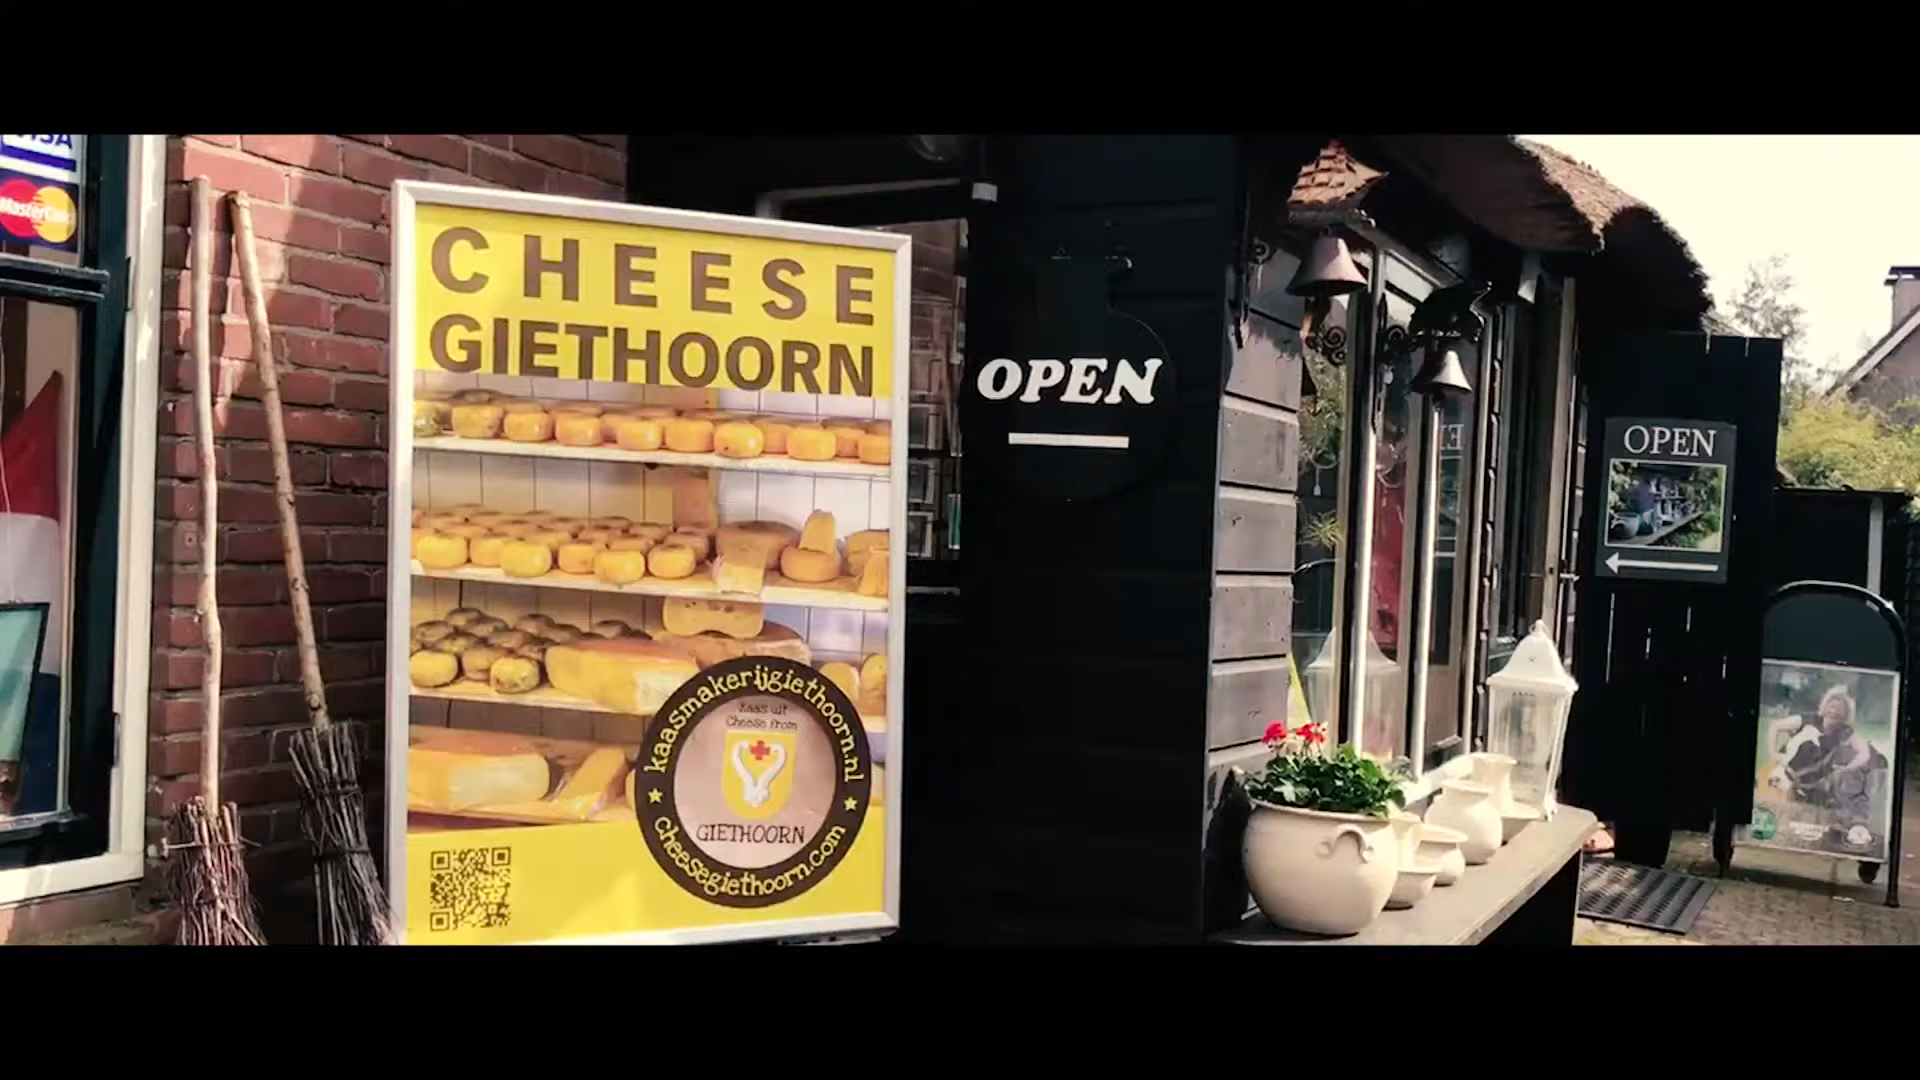 VISA
MasterCard
CHEESE
GIETHOORN
kaasmakerijgiethoorn.nl
Kaas uit
Cheese from
GIETHOORN
cheesegiethoorn.com
OPEN
OPEN